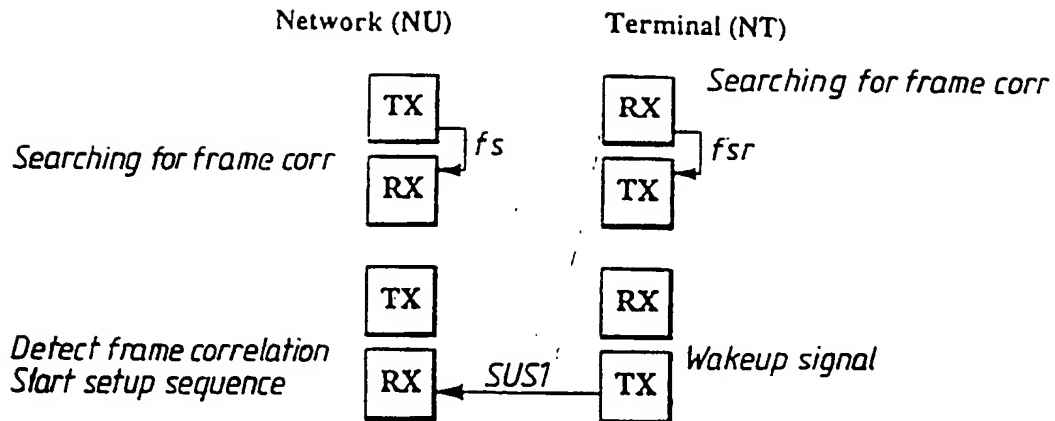 Network (NU)
Terminal (NT)
TX
RX
Searching for frame corr
Searching for frame corr
fs
fsr
RX
TX
TX
RX
Detect frame correlation
Start setup sequence
RX
SUS1
TX
Wakeup signal